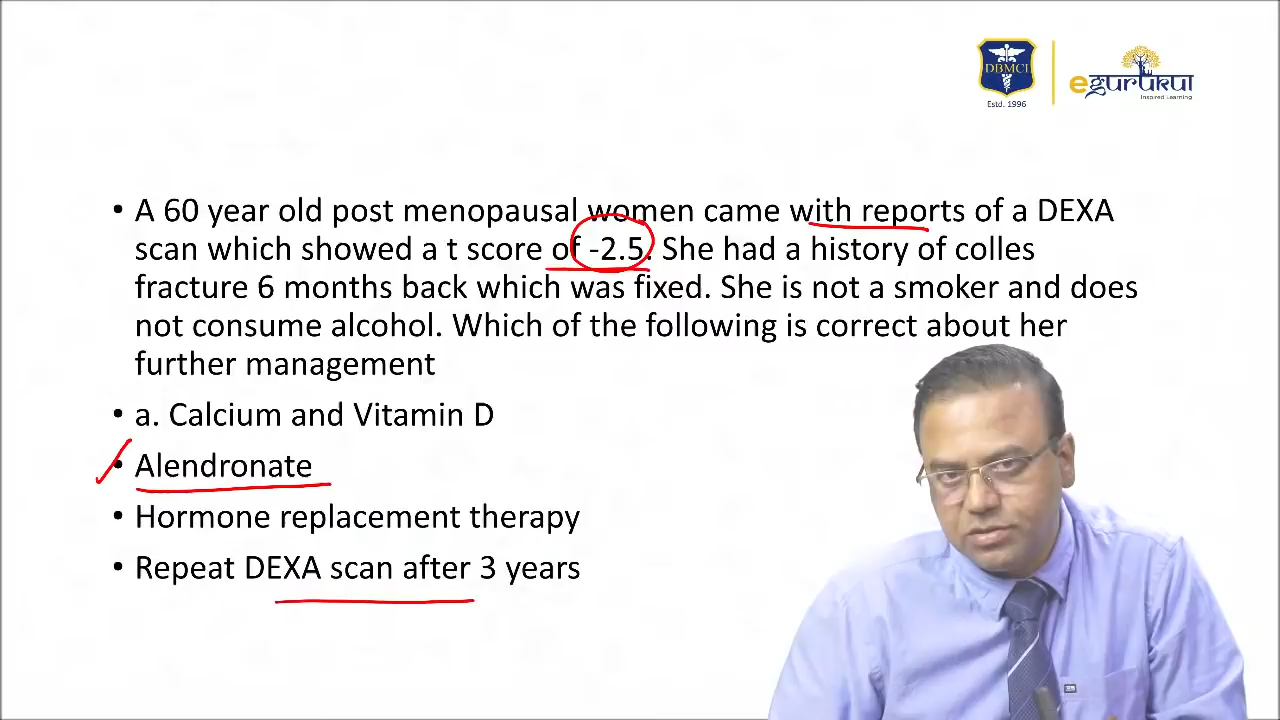 DBMCI
Estd. 1996
egurukul
Inspired Learning
• A 60 year old post menopausal women came with reports of a DEXA
scan which showed a t score of -2.5. She had a history of colles
fracture 6 months back which was fixed. She is not a smoker and does
not consume alcohol. Which of the following is correct about her
further management
• a. Calcium and Vitamin D
• Alendronate
• Hormone replacement therapy
• Repeat DEXA scan after 3 years